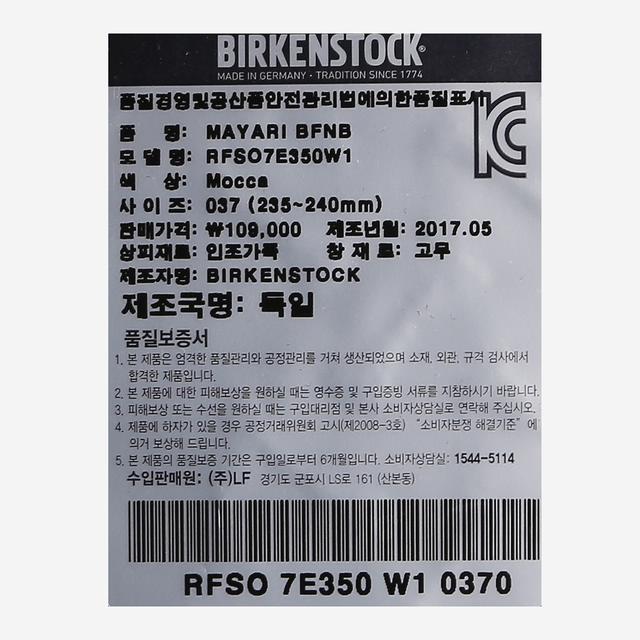 BIRKENSTOCK®
MADE IN GERMANY · TRADITION SINCE 1774
품질경영및공산품안전관리법에의한품질표시
KC
품 명: MAYARI BFNB
모 델 명: RFSO7E350W1
색 상: Mocca
사 이 즈: 037 (235~240mm)
판매가격: ₩109,000 제조년월: 2017.05
상피재료: 인조가죽 창 재 료: 고무
제조자명: BIRKENSTOCK
제조국명: 독일
품질보증서
1. 본 제품은 엄격한 품질관리와 공정관리를 거쳐 생산되었으며 소재, 외관, 규격 검사에서
합격한 제품입니다.
2. 본 제품에 대한 피해보상을 원하실 때는 영수증 및 구입증빙 서류를 지참하시기 바랍니다.
3. 피해보상 또는 수선을 원하실 때는 구입대리점 및 본사 소비자상담실로 연락해 주십시오.
4. 제품에 하자가 있을 경우 공정거래위원회 고시(제2008-3호) “소비자분쟁 해결기준”에
의거 보상해 드립니다.
5. 본 제품의 품질보증 기간은 구입일로부터 6개월입니다. 소비자상담실: 1544-5114
수입판매원: (주)LF 경기도 군포시 LS로 161 (산본동)
RFSO 7E350 W1 0370